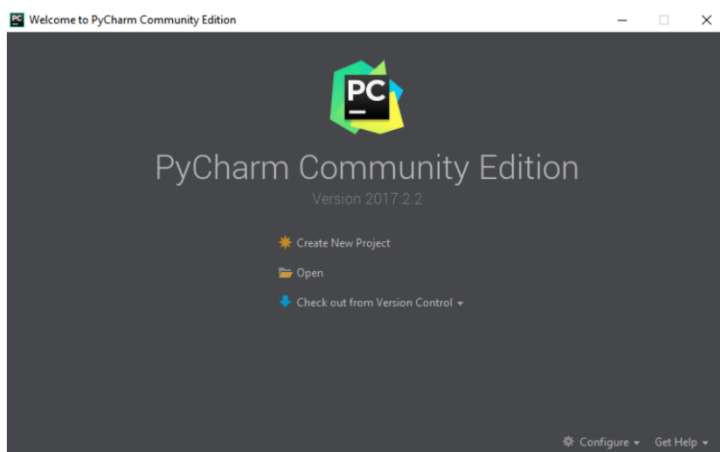 PC Welcome to PyCharm Community Edition
PC
PyCharm Community Edition
Version 2017.2.2
Create New Project
Open
Check out from Version Control
Configure Get Help